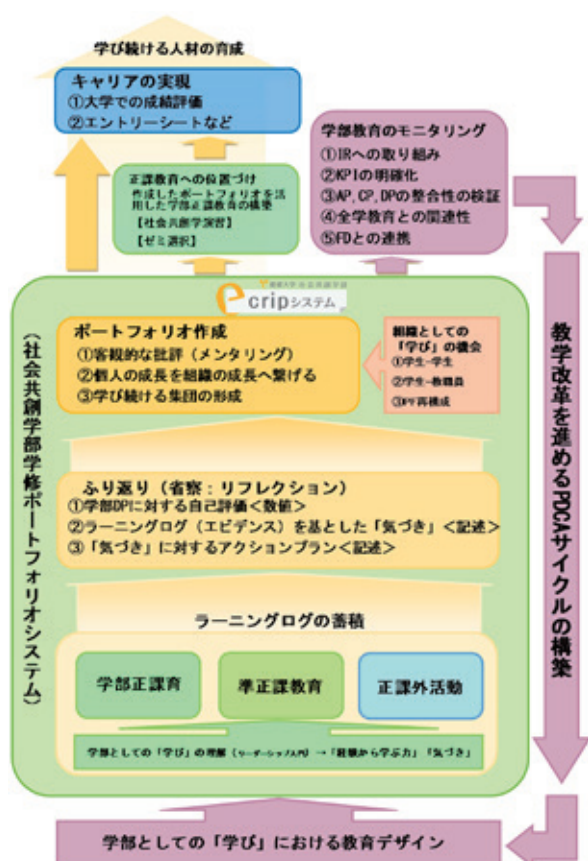 学び続ける人材の育成
キャリアの実現
①大学での成績評価
②エントリーシートなど
正課教育への位置づけ
作成したポートフォリオを活
用した学部正課教育の構築
【社会共創学演習】
【ゼミ選択】
学部教育のモニタリング
①IRへの取り組み
②KPIの明確化
③AP,CP,DPの整合性の検証
④全学教育との関連性
⑤FDとの連携
愛媛大学 社会共創学部
ecripシステム
(社会共創学部学修ポートフォリオシステム)
ポートフォリオ作成
①客観的な批評(メンタリング)
②個人の成長を組織の成長へ繋げる
③学び続ける集団の形成
組織としての
「学び」の機会
①学生-学生
②学生-教職員
③PF再構成
ふり返り(省察:リフレクション)
①学部DPに対する自己評価<数値>
②ラーニングログ(エビデンス)を基とした「気づき」<記述>
③「気づき」に対するアクションプラン<記述>
ラーニングログの蓄積
学部正課育
準正課教育
正課外活動
学部としての「学び」の理解(リーダーシップ入門)→「経験から学ぶ力」「気づき」
教学改革を進めるPDCAサイクルの構築
学部としての「学び」における教育デザイン